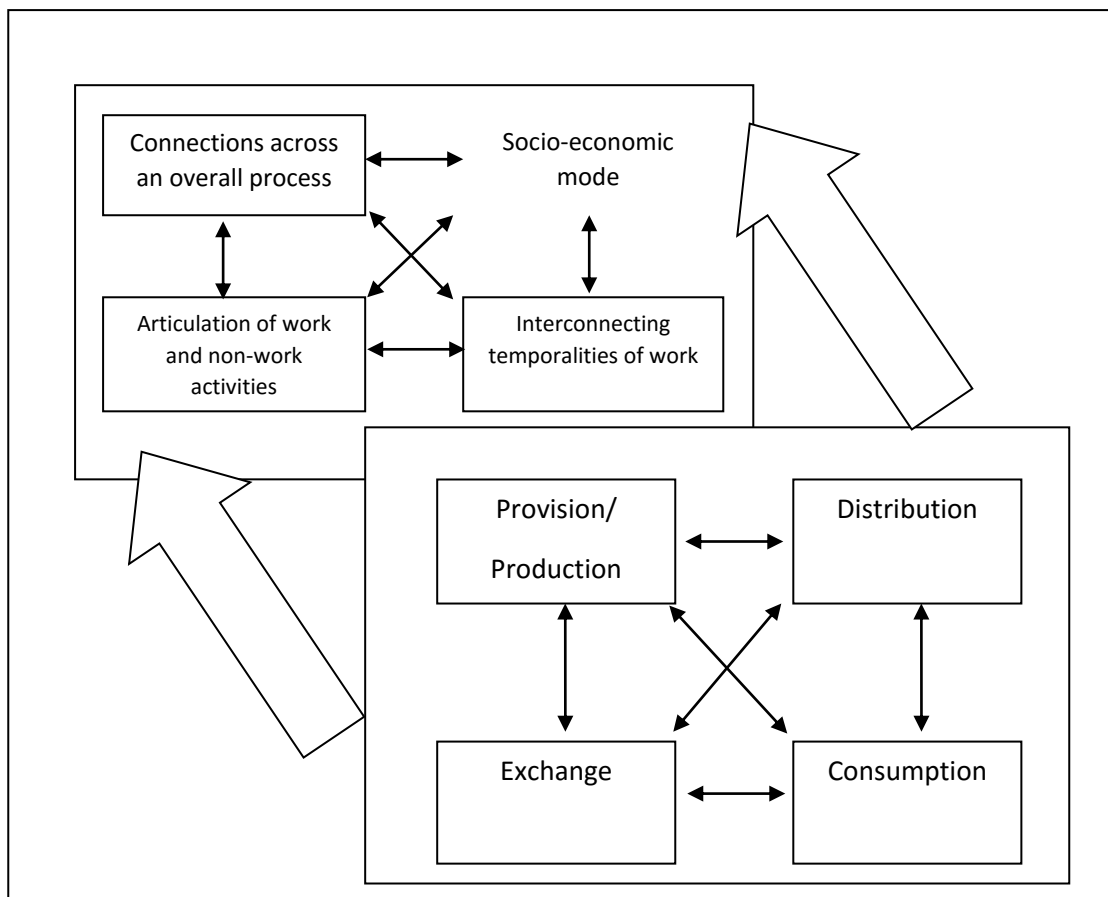 Connections across
an overall process
Socio-economic
mode
Articulation of work
and non-work
activities
Interconnecting
temporalities of work
Provision/
Production
Distribution
Exchange
Consumption